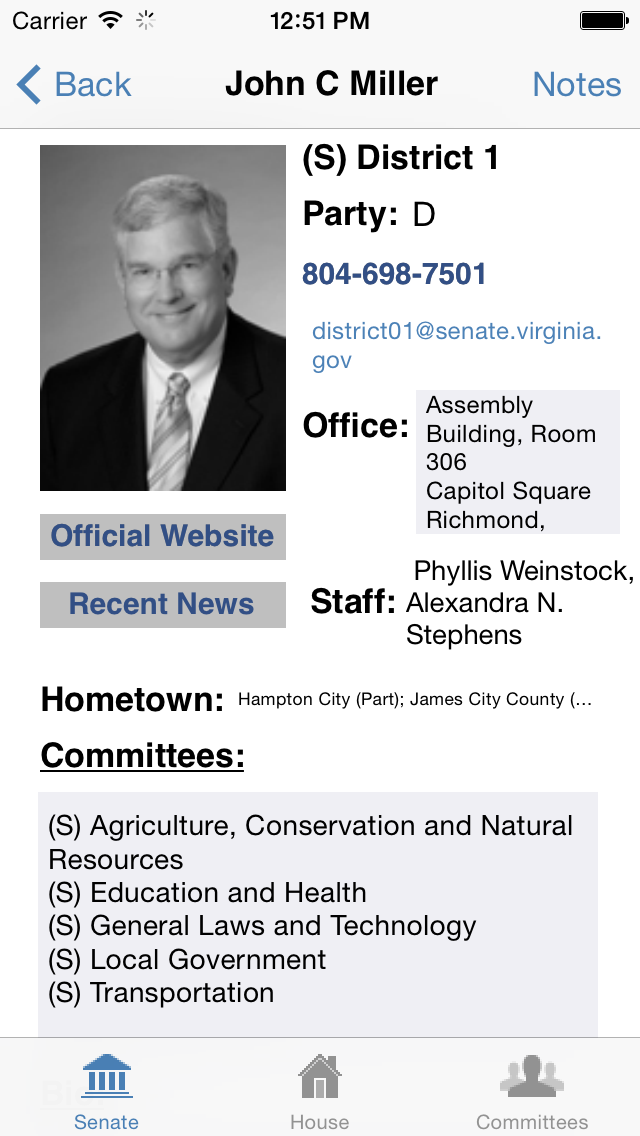 Carrier 12:51 PM
Back John C Miller Notes
(S) District 1
Party: D
804-698-7501
district01@senate.virginia.
gov
Office:
Assembly
Building, Room
306
Capitol Square
Richmond,
Official Website
Recent News
Staff:
Phyllis Weinstock,
Alexandra N.
Stephens
Hometown: Hampton City (Part); James City County (...
Committees:
(S) Agriculture, Conservation and Natural
Resources
(S) Education and Health
(S) General Laws and Technology
(S) Local Government
(S) Transportation
Senate House Committees